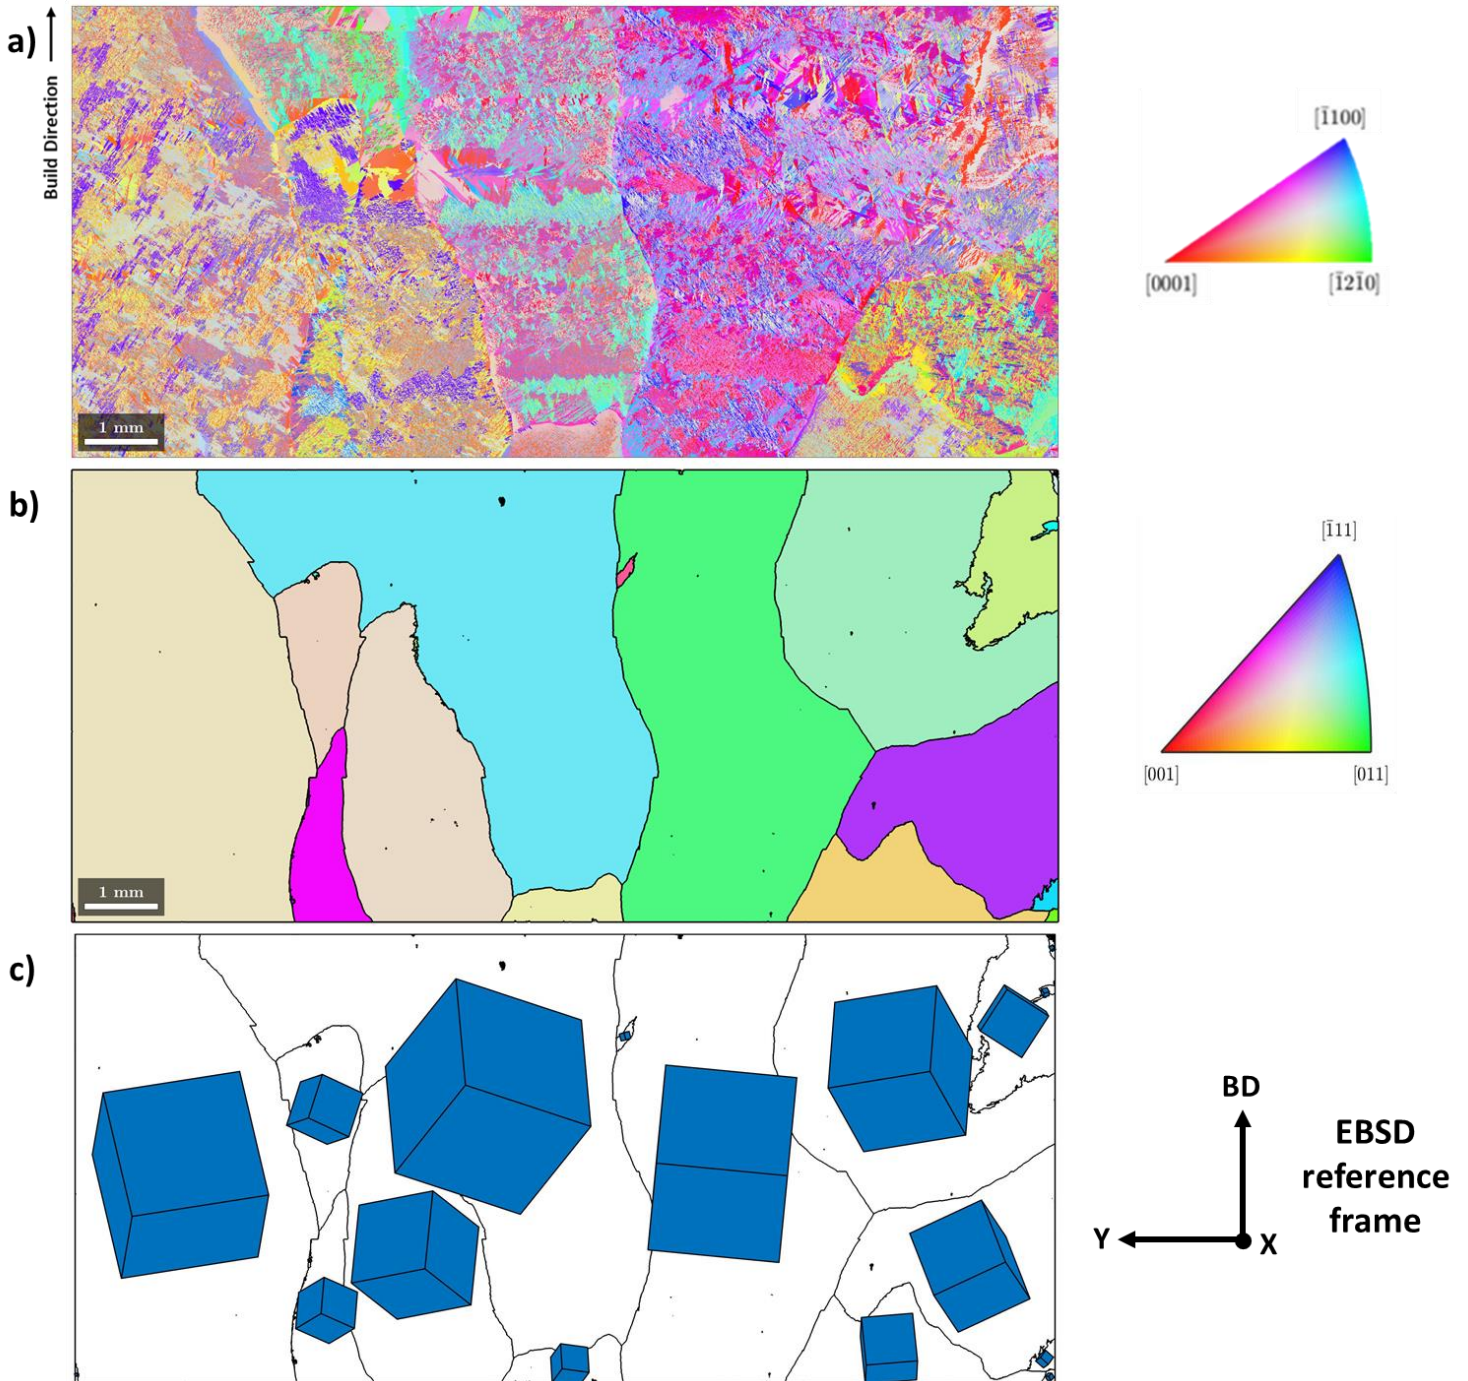 a)
Build Direction
1 mm
[1̅100]
[0001]
[1̅21̅0]
b)
1 mm
[1̅11]
[001]
[011]
c)
BD
Y
X
EBSD
reference
frame